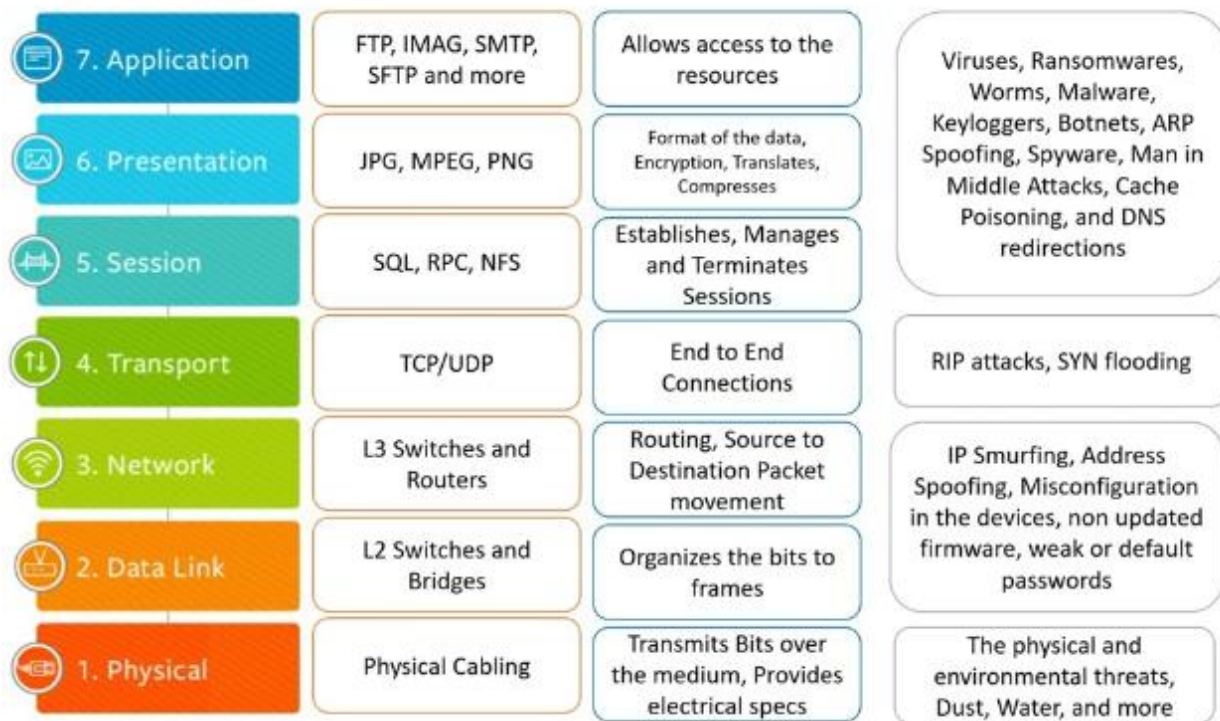 7. Application
FTP, IMAG, SMTP,
SFTP and more
Allows access to the
resources
Viruses, Ransomwares,
Worms, Malware,
Keyloggers, Botnets, ARP
Spoofing, Spyware, Man in
Middle Attacks, Cache
Poisoning, and DNS
redirections
6. Presentation
JPG, MPEG, PNG
Format of the data,
Encryption, Translates,
Compresses
5. Session
SQL, RPC, NFS
Establishes, Manages
and Terminates
Sessions
4. Transport
TCP/UDP
End to End
Connections
RIP attacks, SYN flooding
3. Network
L3 Switches and
Routers
Routing, Source to
Destination Packet
movement
IP Smurfing, Address
Spoofing, Misconfiguration
in the devices, non updated
firmware, weak or default
passwords
2. Data Link
L2 Switches and
Bridges
Organizes the bits to
frames
1. Physical
Physical Cabling
Transmits Bits over
the medium, Provides
electrical specs
The physical and
environmental threats,
Dust, Water, and more